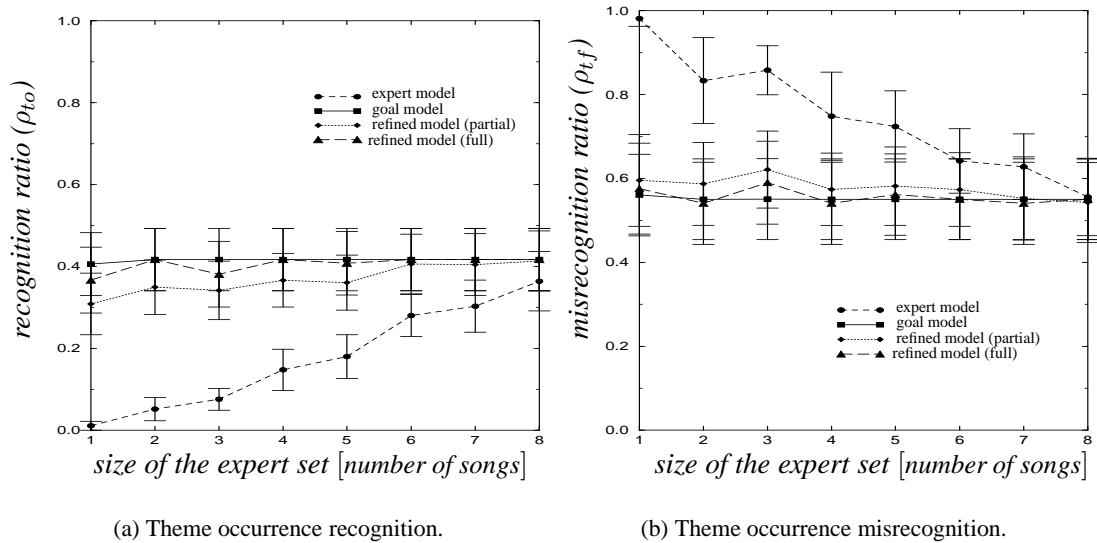 1.0
0.8
0.6
0.4
0.2
0.0
recognition ratio (ρto)
expert model
goal model
refined model (partial)
refined model (full)
1 2 3 4 5 6 7 8
size of the expert set [number of songs]
(a) Theme occurrence recognition.
1.0
0.8
0.6
0.4
0.2
0.0
misrecognition ratio (ρtf)
expert model
goal model
refined model (partial)
refined model (full)
1 2 3 4 5 6 7 8
size of the expert set [number of songs]
(b) Theme occurrence misrecognition.